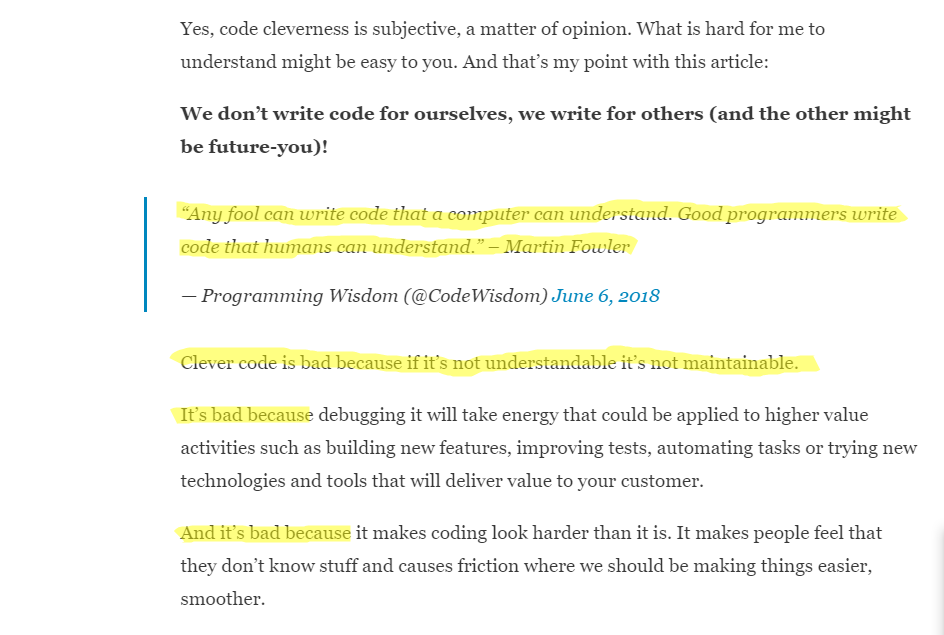 Yes, code cleverness is subjective, a matter of opinion. What is hard for me to
understand might be easy to you. And that’s my point with this article:
We don’t write code for ourselves, we write for others (and the other might
be future-you)!
“Any fool can write code that a computer can understand. Good programmers write
code that humans can understand.” – Martin Fowler
— Programming Wisdom (@CodeWisdom) June 6, 2018
Clever code is bad because if it’s not understandable it’s not maintainable.
It’s bad because debugging it will take energy that could be applied to higher value
activities such as building new features, improving tests, automating tasks or trying new
technologies and tools that will deliver value to your customer.
And it’s bad because it makes coding look harder than it is. It makes people feel that
they don’t know stuff and causes friction where we should be making things easier,
smoother.